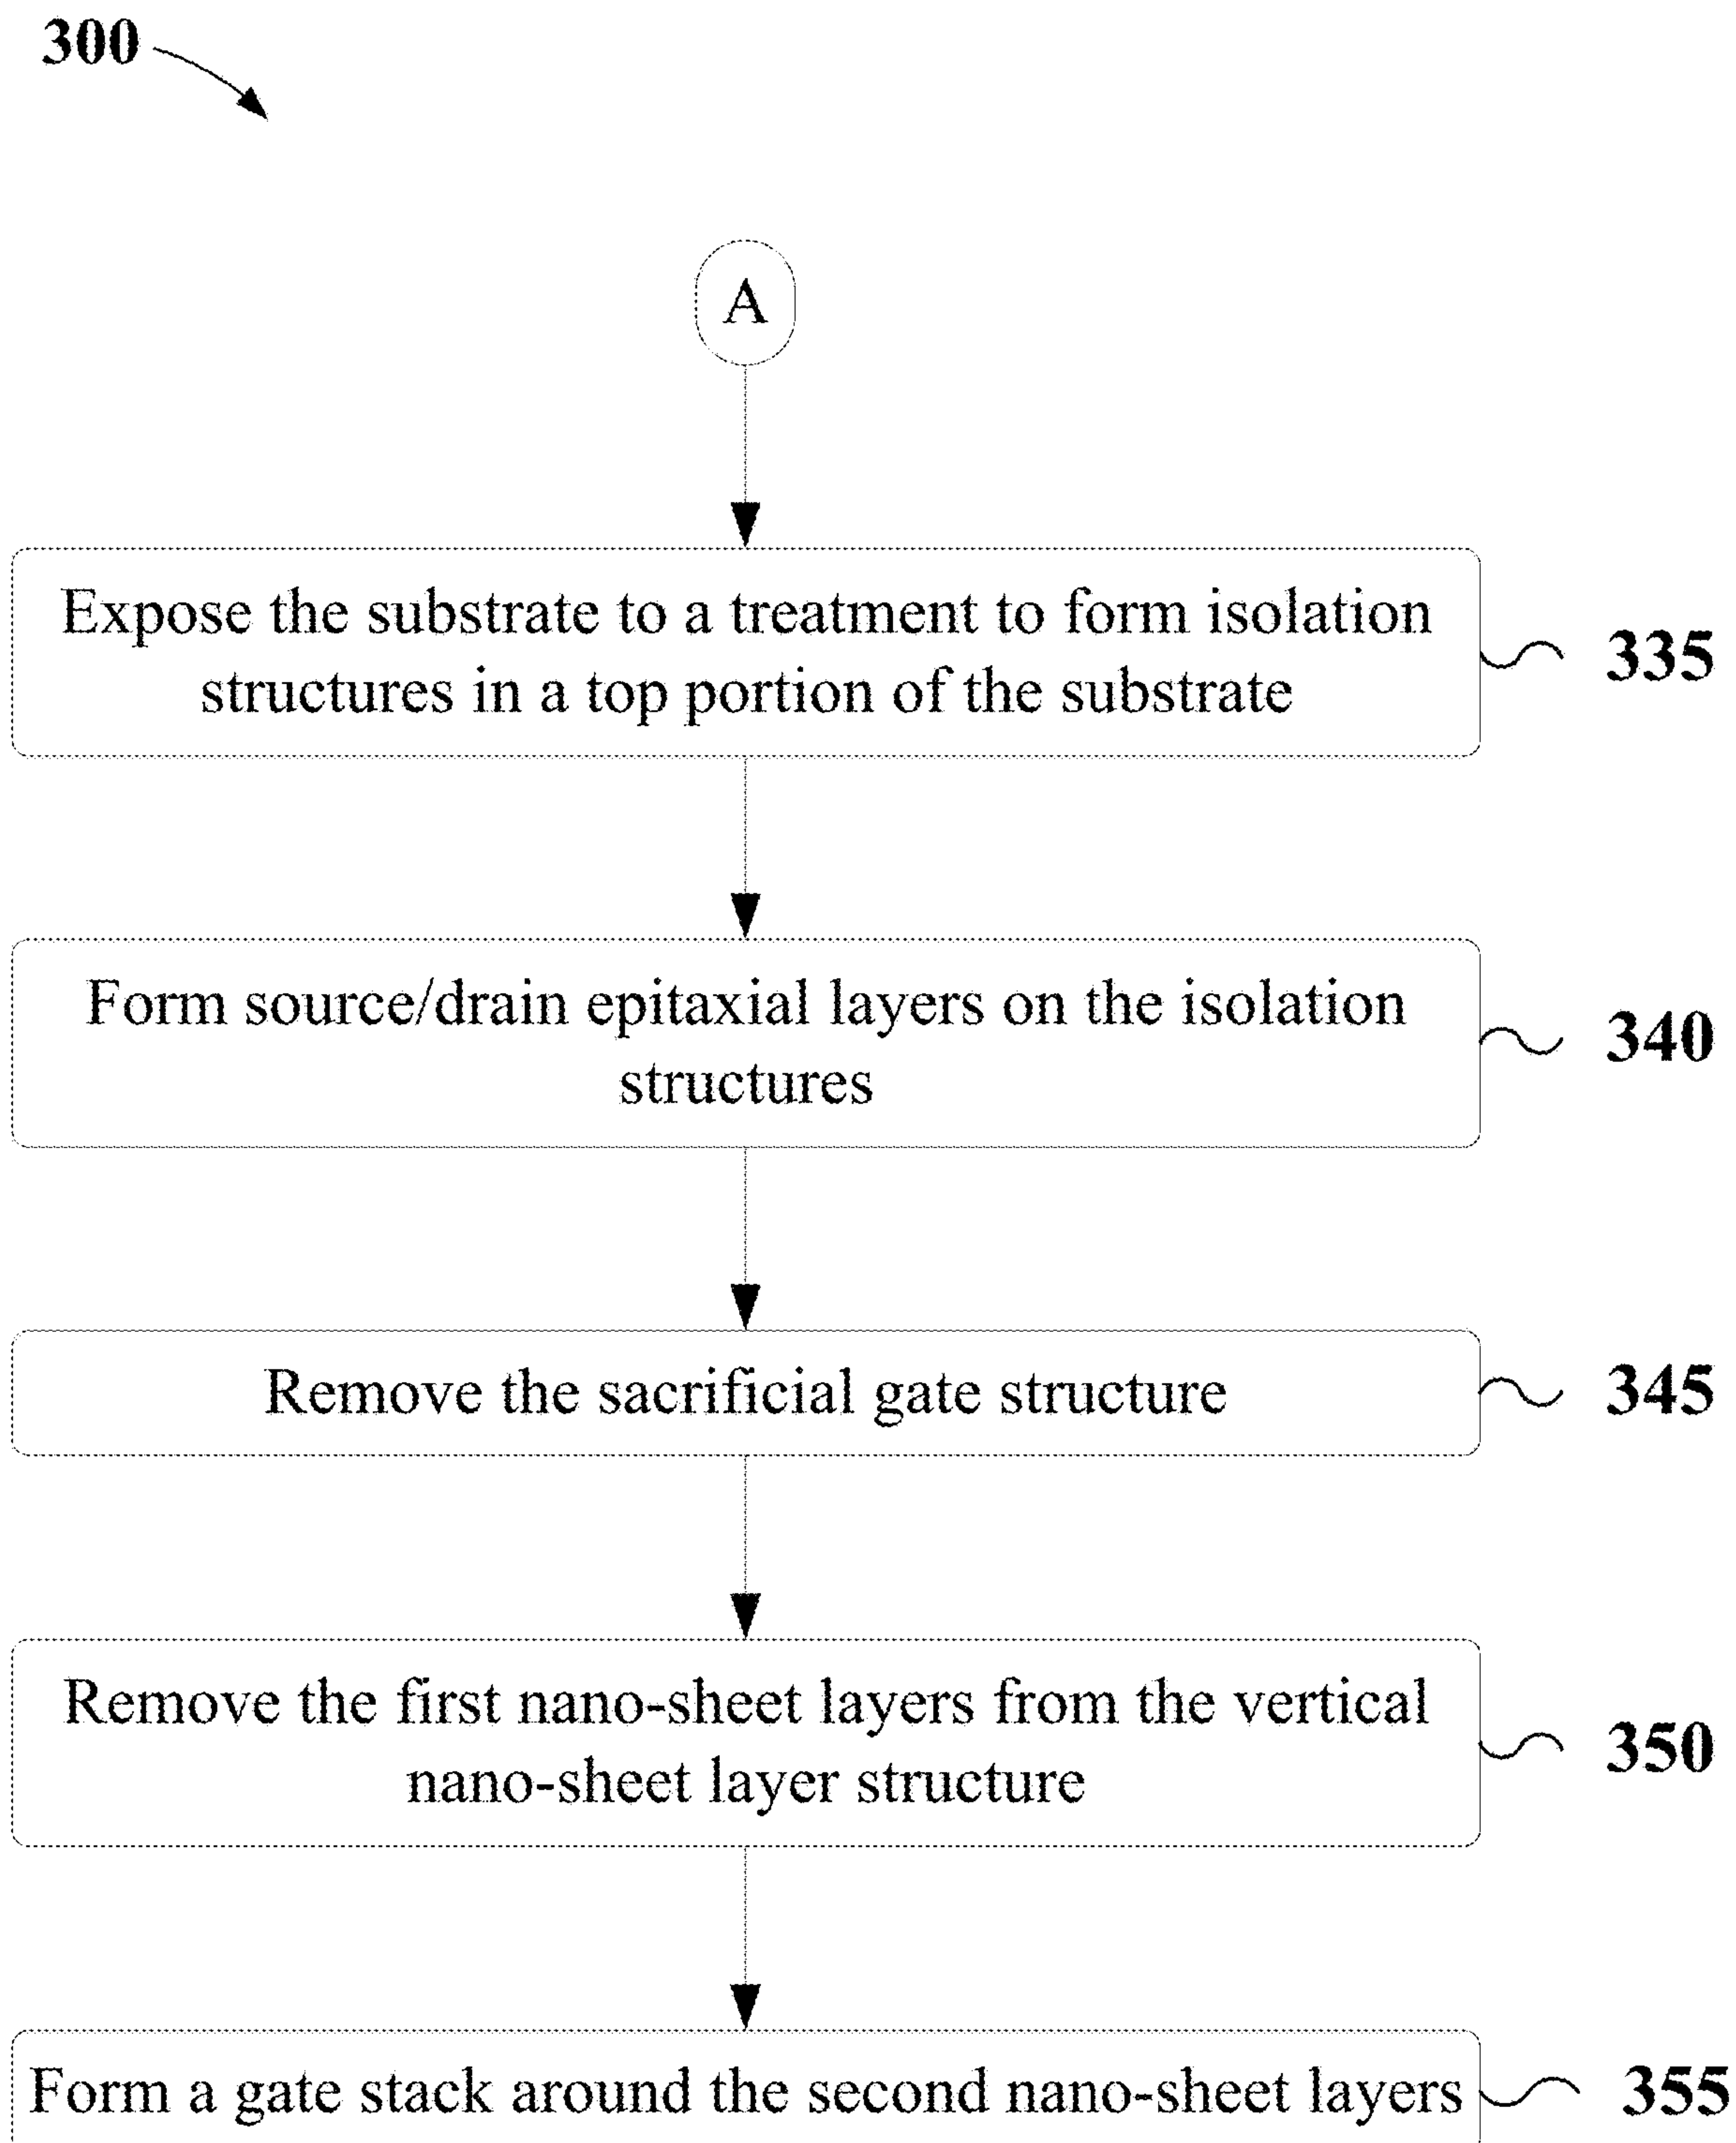 300
A
Expose the substrate to a treatment to form isolation
structures in a top portion of the substrate
335
Form source/drain epitaxial layers on the isolation
structures
340
Remove the sacrificial gate structure
345
Remove the first nano-sheet layers from the vertical
nano-sheet layer structure
350
Form a gate stack around the second nano-sheet layers
355